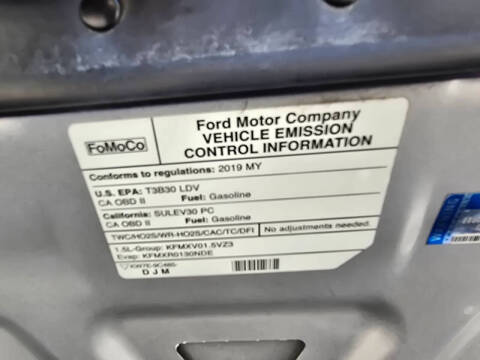 FoMoCo
Ford Motor Company
VEHICLE EMISSION
CONTROL INFORMATION
Conforms to regulations: 2019 MY
U.S. EPA: T3B30 LDV
CA OBD II Fuel: Gasoline
California: SULEV30 PC
CA OBD II Fuel: Gasoline
TWC/HO2S/WR-HO2S/CAC/TC/DFI No adjustments needed.
1.5L-Group: KFMXV01.5VZ3
Evap: KFMXR0130NDE
KW7E-9C485-
D J M